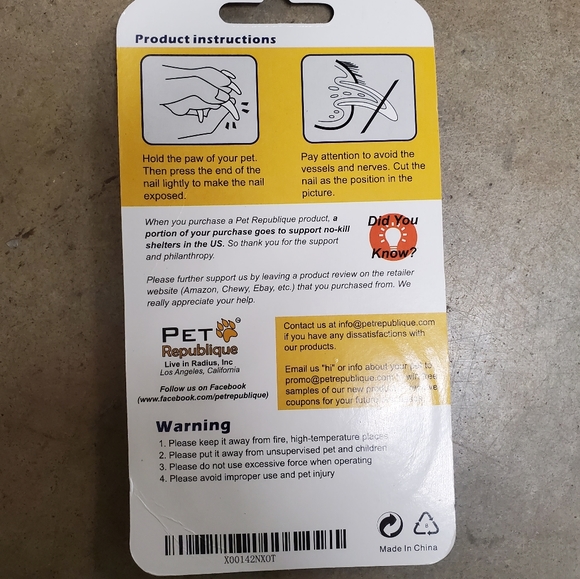 Product instructions
Hold the paw of your pet.
Then press the end of the
nail lightly to make the nail
exposed.
Pay attention to avoid the
vessels and nerves. Cut the
nail as the position in the
picture.
When you purchase a Pet Republique product, a
portion of your purchase goes to support no-kill
shelters in the US. So thank you for the support
and philanthropy.
Did You
Know?
Please further support us by leaving a product review on the retailer
website (Amazon, Chewy, Ebay, etc.) that you purchased from. We
really appreciate your help.
PET
Republique
Live in Radius, Inc
Los Angeles, California
Follow us on Facebook
(www.facebook.com/petrepublique)
Contact us at info@petrepublique.com
if you have any dissatisfactions with
our products.
Email us "hi" or info about your pet to
promo@petrepublique.com
samples of our new
coupons for your
Warning
1. Please keep it away from fire, high-temperature places
2. Please put it away from unsupervised pet and children
3. Please do not use excessive force when operating
4. Please avoid improper use and pet injury
X00142NX0T
Made In China